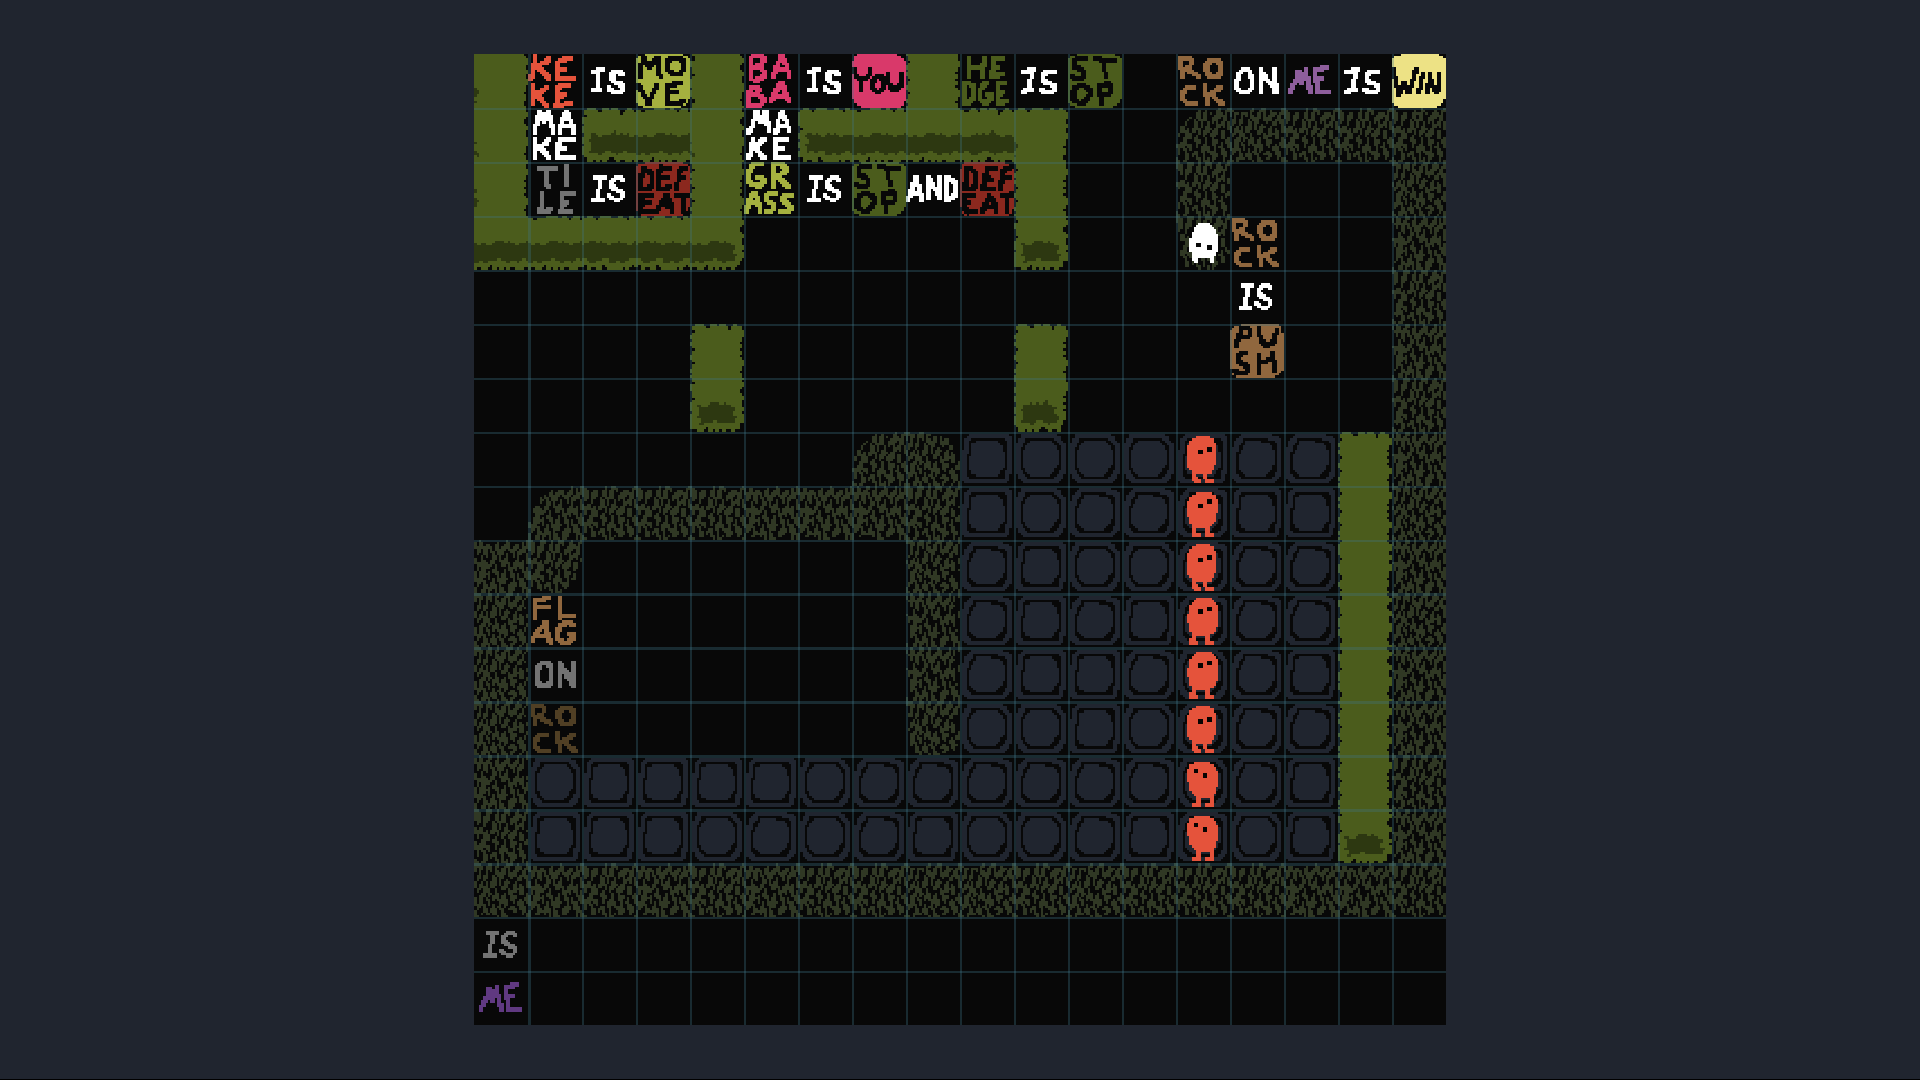 KEKE IS MOVE BABA IS YOU HEDGE IS STOP ROCK ON ME IS WIN
MAKE MAKE
TILE IS DEFEAT GRASS IS STOP AND DEFEAT
ROCK
IS
PUSH
FLAG
ON
ROCK
IS
ME